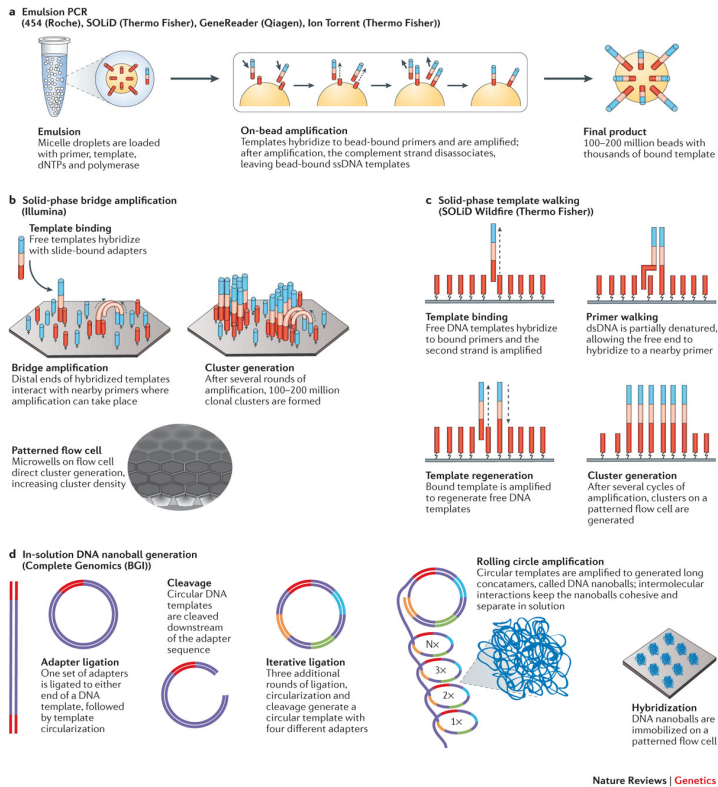 a Emulsion PCR
(454 (Roche), SOLiD (Thermo Fisher), GeneReader (Qiagen), Ion Torrent (Thermo Fisher))
Emulsion
Micelle droplets are loaded
with primer, template,
dNTPs and polymerase
On-bead amplification
Templates hybridize to bead-bound primers and are amplified;
after amplification, the complement strand disassociates,
leaving bead-bound ssDNA templates
Final product
100–200 million beads with
thousands of bound template
b Solid-phase bridge amplification
(Illumina)
Template binding
Free templates hybridize
with slide-bound adapters
Bridge amplification
Distal ends of hybridized templates
interact with nearby primers where
amplification can take place
Cluster generation
After several rounds of
amplification, 100–200 million
clonal clusters are formed
Patterned flow cell
Microwells on flow cell
direct cluster generation,
increasing cluster density
c Solid-phase template walking
(SOLiD Wildfire (Thermo Fisher))
Template binding
Free DNA templates hybridize
to bound primers and the
second strand is amplified
Primer walking
dsDNA is partially denatured,
allowing the free end to
hybridize to a nearby primer
Template regeneration
Bound template is amplified
to regenerate free DNA
templates
Cluster generation
After several cycles of
amplification, clusters on a
patterned flow cell are
generated
d In-solution DNA nanoball generation
(Complete Genomics (BGI))
Adapter ligation
One set of adapters
is ligated to either
end of a DNA
template, followed
by template
circularization
Cleavage
Circular DNA
templates
are cleaved
downstream
of the adapter
sequence
Iterative ligation
Three additional
rounds of ligation,
circularization and
cleavage generate a
circular template with
four different adapters
Rolling circle amplification
Circular templates are amplified to generated long
concatamers, called DNA nanoballs; intermolecular
interactions keep the nanoballs cohesive and
separate in solution
N×
3×
2×
1×
Hybridization
DNA nanoballs are
immobilized on a
patterned flow cell
Nature Reviews | Genetics